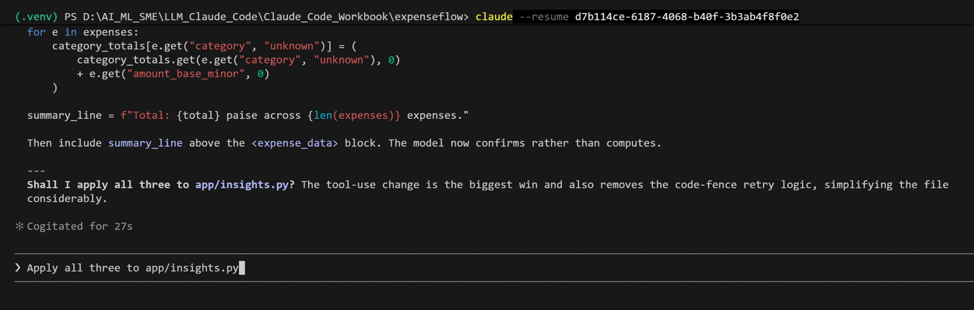 (.venv) PS D:\AI_ML_SME\LLM_Claude_Code\Claude_Code_Workbook\expenseflow> claude --resume d7b114ce-6187-4068-b40f-3b3ab4f8f0e2
for e in expenses:
    category_totals[e.get("category", "unknown")] = (
        category_totals.get(e.get("category", "unknown"), 0)
        + e.get("amount_base_minor", 0)
    )
summary_line = f"Total: {total} paise across {len(expenses)} expenses."
Then include summary_line above the <expense_data> block. The model now confirms rather than computes.
---
Shall I apply all three to app/insights.py? The tool-use change is the biggest win and also removes the code-fence retry logic, simplifying the file
considerably.
✻ Cogitated for 27s
❯ Apply all three to app/insights.py